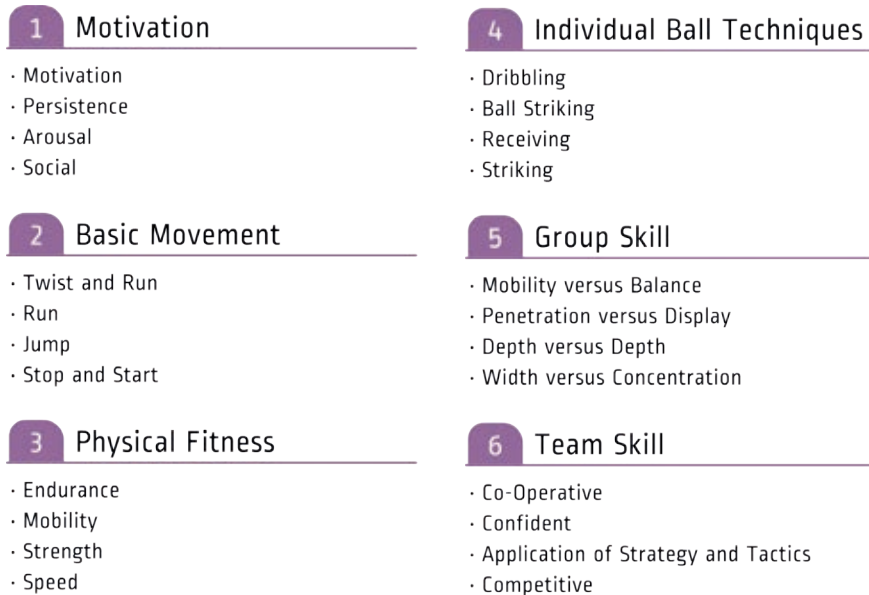 1 Motivation
· Motivation
· Persistence
· Arousal
· Social
2 Basic Movement
· Twist and Run
· Run
· Jump
· Stop and Start
3 Physical Fitness
· Endurance
· Mobility
· Strength
· Speed
4 Individual Ball Techniques
· Dribbling
· Ball Striking
· Receiving
· Striking
5 Group Skill
· Mobility versus Balance
· Penetration versus Display
· Depth versus Depth
· Width versus Concentration
6 Team Skill
· Co-Operative
· Confident
· Application of Strategy and Tactics
· Competitive